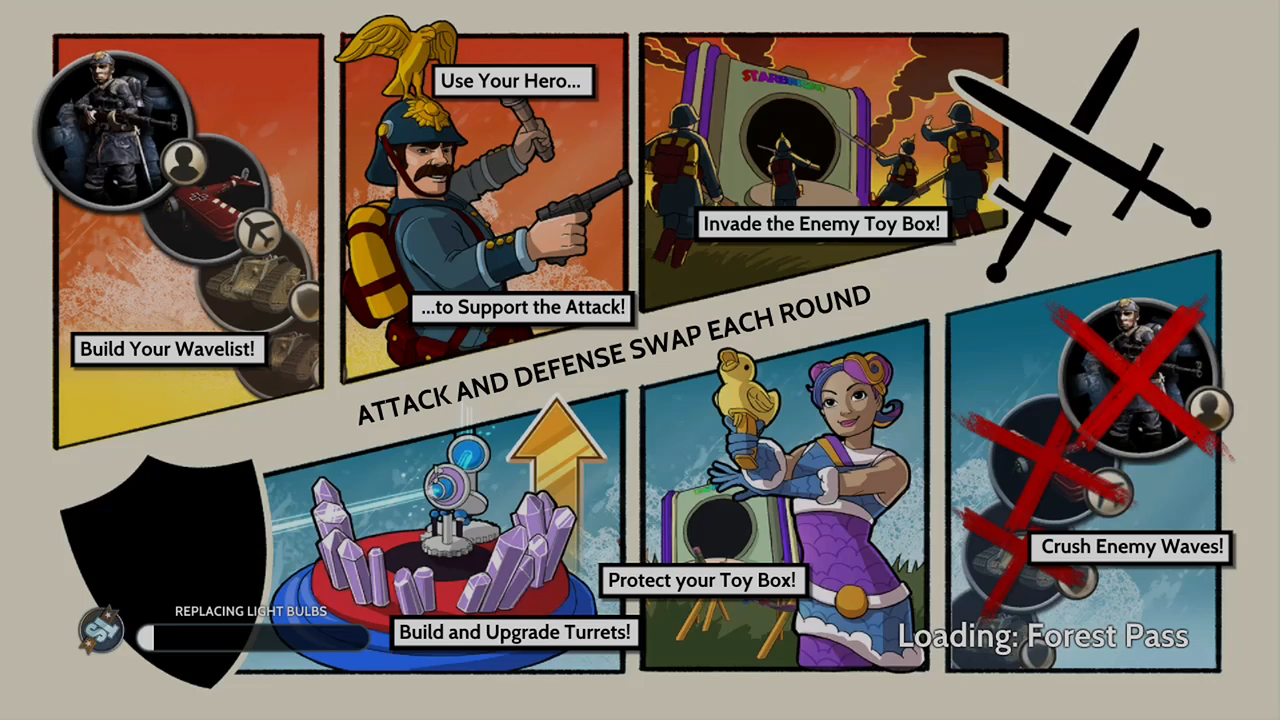 Use Your Hero...
...to Support the Attack!
Invade the Enemy Toy Box!
Build Your Wavelist!
ATTACK AND DEFENSE SWAP EACH ROUND
Build and Upgrade Turrets!
Protect your Toy Box!
Crush Enemy Waves!
REPLACING LIGHT BULBS
Loading: Forest Pass